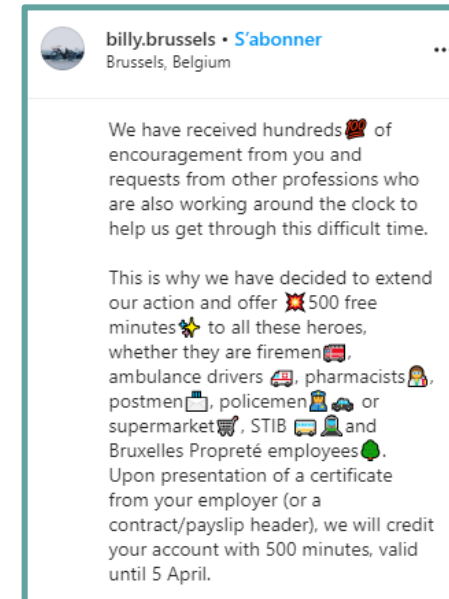 billy.brussels • S'abonner
Brussels, Belgium
We have received hundreds💯 of
encouragement from you and
requests from other professions who
are also working around the clock to
help us get through this difficult time.
This is why we have decided to extend
our action and offer 💥500 free
minutes✨ to all these heroes,
whether they are firemen🚒,
ambulance drivers 🚑, pharmacists👩‍⚕️,
postmen📩, policemen👮🚓 or
supermarket🛒, STIB 🚌 🚊and
Bruxelles Propreté employees🌳.
Upon presentation of a certificate
from your employer (or a
contract/payslip header), we will credit
your account with 500 minutes, valid
until 5 April.